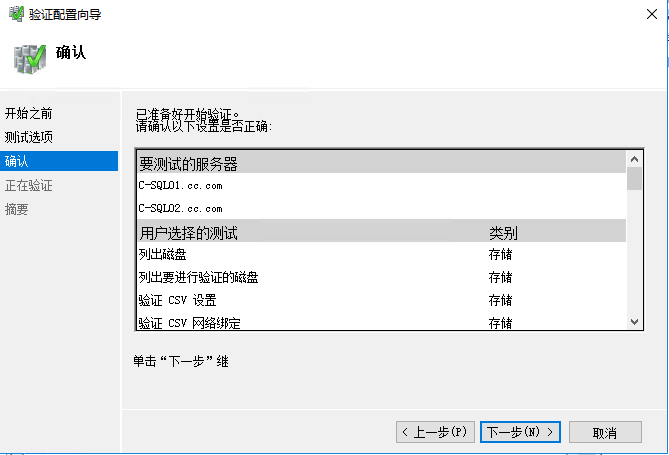 验证配置向导
确认
开始之前
测试选项
确认
正在验证
摘要
已准备好开始验证。
请确认以下设置是否正确:
要测试的服务器
C-SQL01.cc.com
C-SQL02.cc.com
用户选择的测试 类别
列出磁盘 存储
列出要进行验证的磁盘 存储
验证 CSV 设置 存储
验证 CSV 网络绑定 存储
单击“下一步”继
< 上一步(P) 下一步(N) > 取消